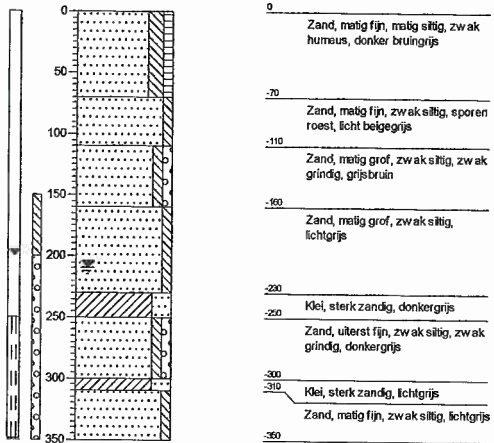 0
50
100
150
200
250
300
350
0
Zand, matig fijn, matig siltig, zwak
humeus, donker bruingrijs
-70
Zand, matig fijn, zwak siltig, sporen
roest, licht beigegrijs
-110
Zand, matig grof, zwak siltig, zwak
grindig, grijsbruin
-160
Zand, matig grof, zwak siltig,
lichtgrijs
-230
Klei, sterk zandig, donkergrijs
-250
Zand, uiterst fijn, zwak siltig, zwak
grindig, donkergrijs
-300
-310
Klei, sterk zandig, lichtgrijs
Zand, matig fijn, zwak siltig, lichtgrijs
-350